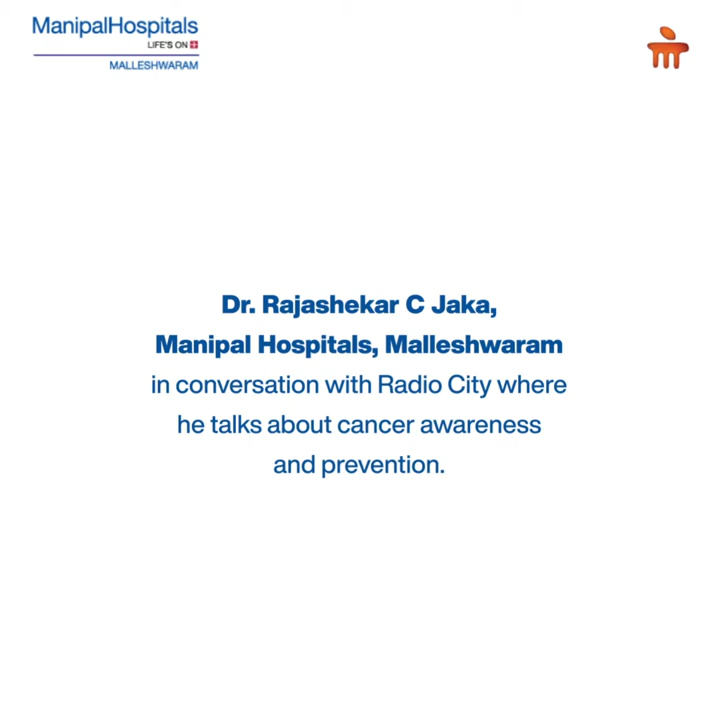 ManipalHospitals
LIFE'S ON
MALLESHWARAM
Dr. Rajashekar C Jaka,
Manipal Hospitals, Malleshwaram
in conversation with Radio City where
he talks about cancer awareness
and prevention.